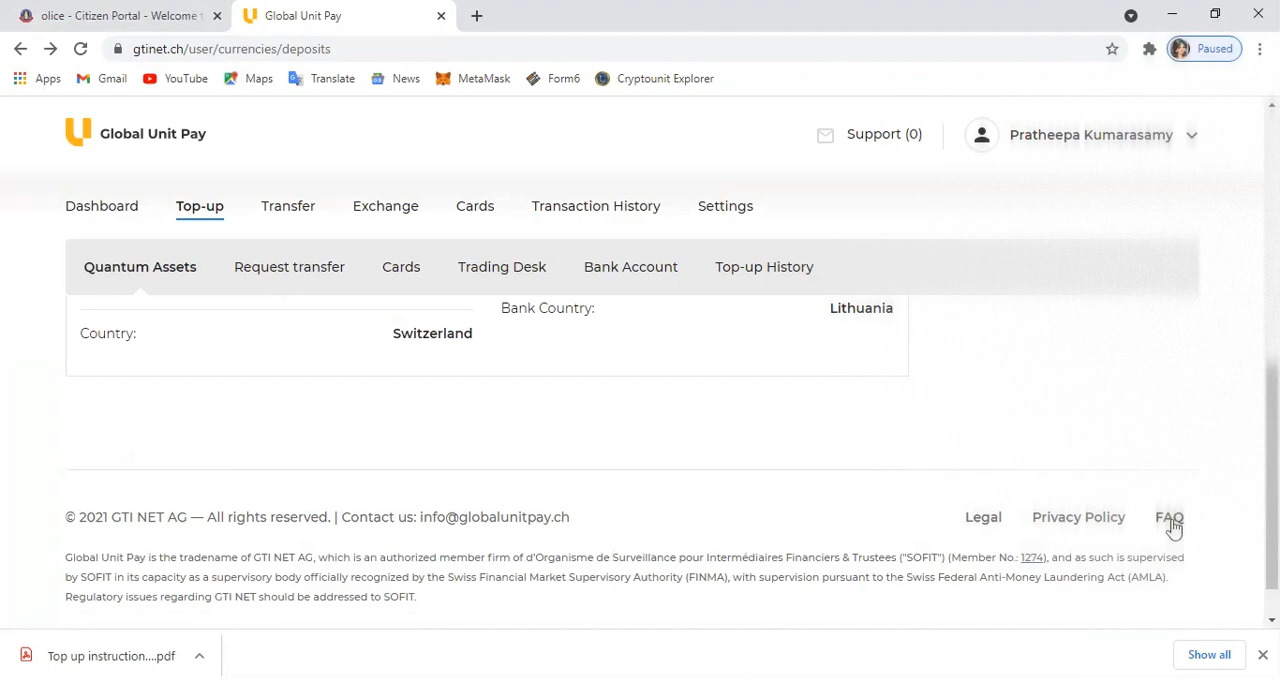 olice - Citizen Portal - Welcome t
Global Unit Pay
gtinet.ch/user/currencies/deposits
Paused
Apps
Gmail
YouTube
Maps
Translate
News
MetaMask
Form6
Cryptounit Explorer
Global Unit Pay
Support (0)
Pratheepa Kumarasamy
Dashboard
Top-up
Transfer
Exchange
Cards
Transaction History
Settings
Quantum Assets
Request transfer
Cards
Trading Desk
Bank Account
Top-up History
Bank Country:
Lithuania
Country:
Switzerland
© 2021 GTI NET AG — All rights reserved. | Contact us: info@globalunitpay.ch
Legal
Privacy Policy
FAQ
Global Unit Pay is the tradename of GTI NET AG, which is an authorized member firm of d'Organisme de Surveillance pour Intermédiaires Financiers & Trustees ("SOFIT") (Member No.: 1274), and as such is supervised
by SOFIT in its capacity as a supervisory body officially recognized by the Swiss Financial Market Supervisory Authority (FINMA), with supervision pursuant to the Swiss Federal Anti-Money Laundering Act (AMLA).
Regulatory issues regarding GTI NET should be addressed to SOFIT.
Top up instruction....pdf
Show all